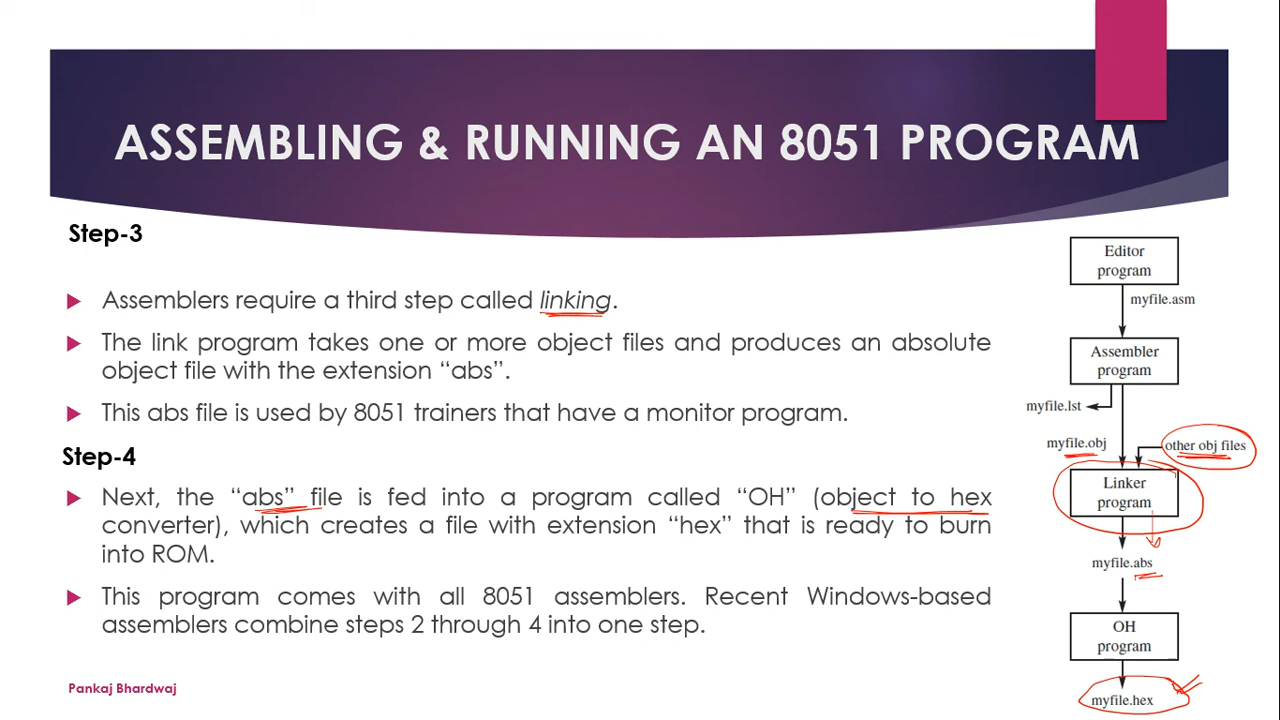 ASSEMBLING & RUNNING AN 8051 PROGRAM
Step-3
Assemblers require a third step called linking.
The link program takes one or more object files and produces an absolute
object file with the extension “abs”.
This abs file is used by 8051 trainers that have a monitor program.
Step-4
Next, the “abs” file is fed into a program called “OH” (object to hex
converter), which creates a file with extension “hex” that is ready to burn
into ROM.
This program comes with all 8051 assemblers. Recent Windows-based
assemblers combine steps 2 through 4 into one step.
Pankaj Bhardwaj
Editor
program
myfile.asm
Assembler
program
myfile.lst
myfile.obj
other obj files
Linker
program
myfile.abs
OH
program
myfile.hex